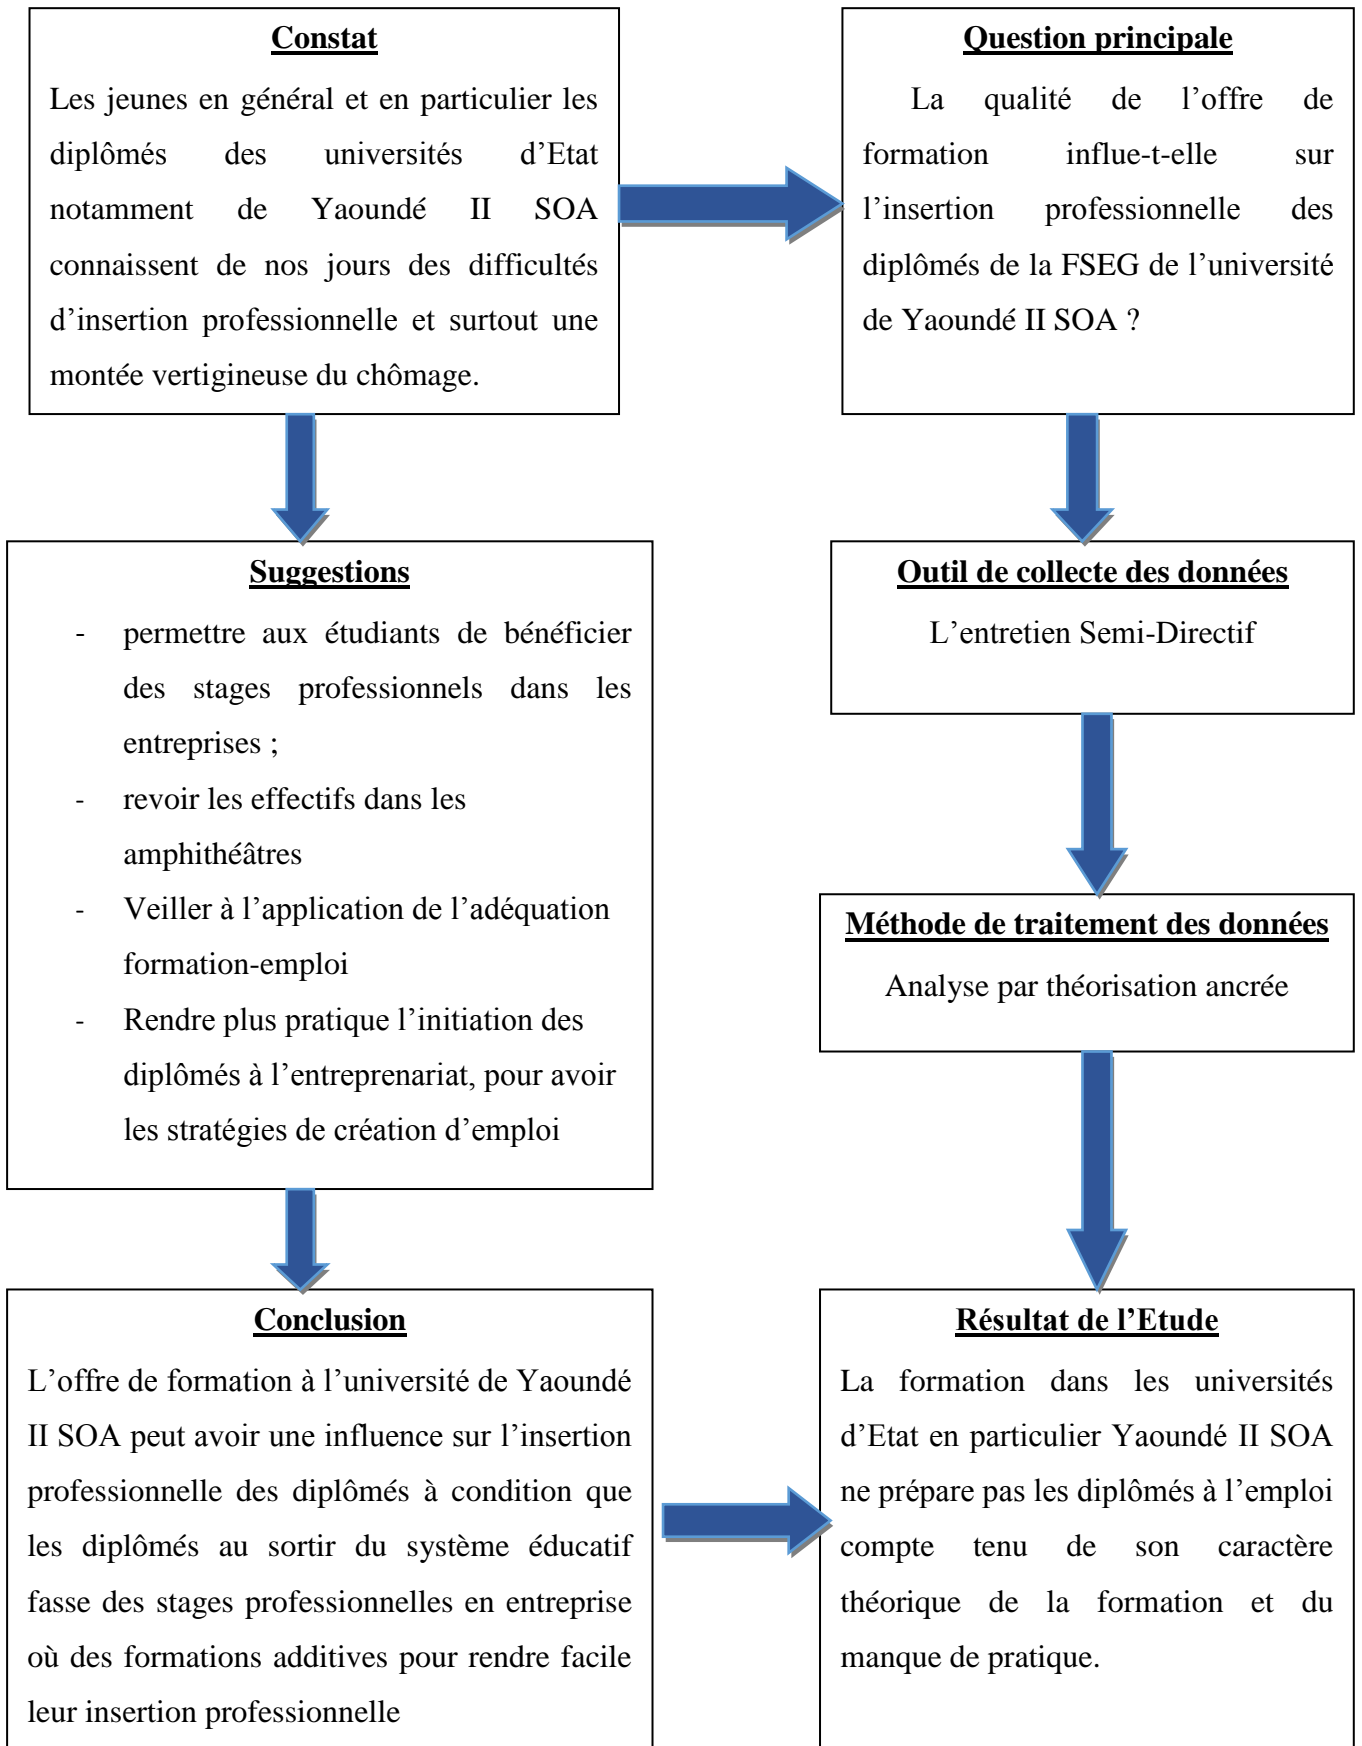 Constat
Les jeunes en général et en particulier les
diplômés des universités d’Etat
notamment de Yaoundé II SOA
connaissent de nos jours des difficultés
d’insertion professionnelle et surtout une
montée vertigineuse du chômage.
Question principale
La qualité de l’offre de
formation influe-t-elle sur
l’insertion professionnelle des
diplômés de la FSEG de l’université
de Yaoundé II SOA ?
Suggestions
- permettre aux étudiants de bénéficier
des stages professionnels dans les
entreprises ;
- revoir les effectifs dans les
amphithéâtres
- Veiller à l’application de l’adéquation
formation-emploi
- Rendre plus pratique l’initiation des
diplômés à l’entreprenariat, pour avoir
les stratégies de création d’emploi
Outil de collecte des données
L’entretien Semi-Directif
Méthode de traitement des données
Analyse par théorisation ancrée
Conclusion
L’offre de formation à l’université de Yaoundé
II SOA peut avoir une influence sur l’insertion
professionnelle des diplômés à condition que
les diplômés au sortir du système éducatif
fasse des stages professionnelles en entreprise
où des formations additives pour rendre facile
leur insertion professionnelle
Résultat de l’Etude
La formation dans les universités
d’Etat en particulier Yaoundé II SOA
ne prépare pas les diplômés à l’emploi
compte tenu de son caractère
théorique de la formation et du
manque de pratique.